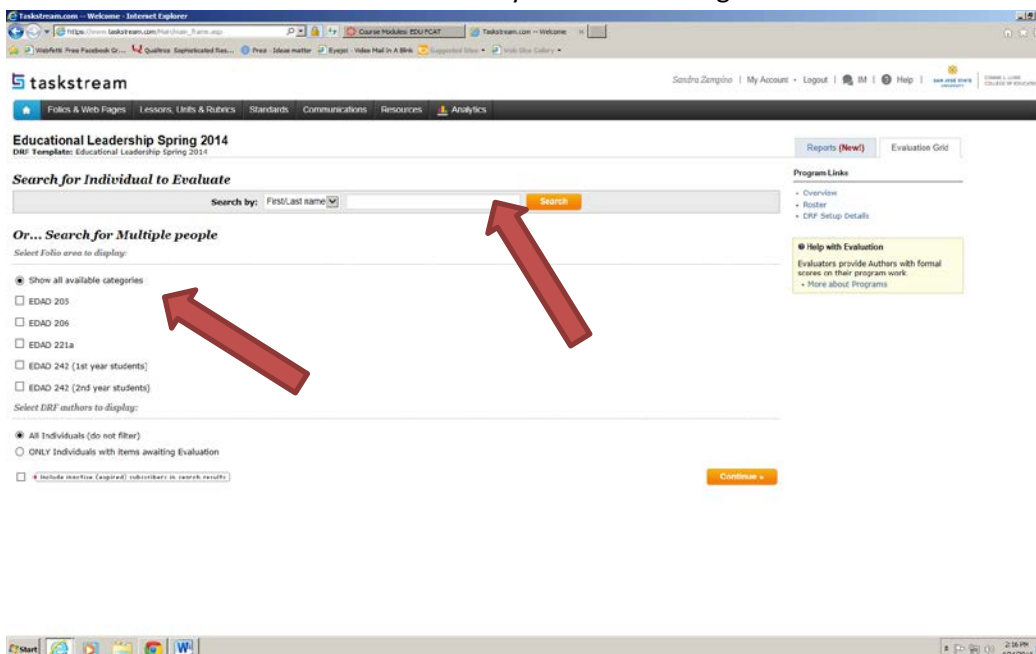 Taskstream.com -- Welcome - Internet Explorer
Course Modules: EDU FCAT
Taskstream.com -- Welcome
taskstream
Sandra Zampino | My Account • Logout | IM | Help | SAN JOSÉ STATE UNIVERSITY
Folios & Web Pages Lessons, Units & Rubrics Standards Communications Resources Analytics
Educational Leadership Spring 2014
DRF Template: Educational Leadership Spring 2014
Reports (New!) Evaluation Grid
Search for Individual to Evaluate
Program Links
Search by: First/Last name Search
• Overview
• Roster
• DRF Setup Details
Or... Search for Multiple people
Select Folio area to display:
Help with Evaluation
Evaluators provide Authors with formal
scores on their program work.
• More about Programs
Show all available categories
EDAD 205
EDAD 206
EDAD 221a
EDAD 242 (1st year students)
EDAD 242 (2nd year students)
Select DRF authors to display:
All Individuals (do not filter)
ONLY Individuals with items awaiting Evaluation
Include inactive (expired) subscribers in search results
Continue »
Start
2:16 PM